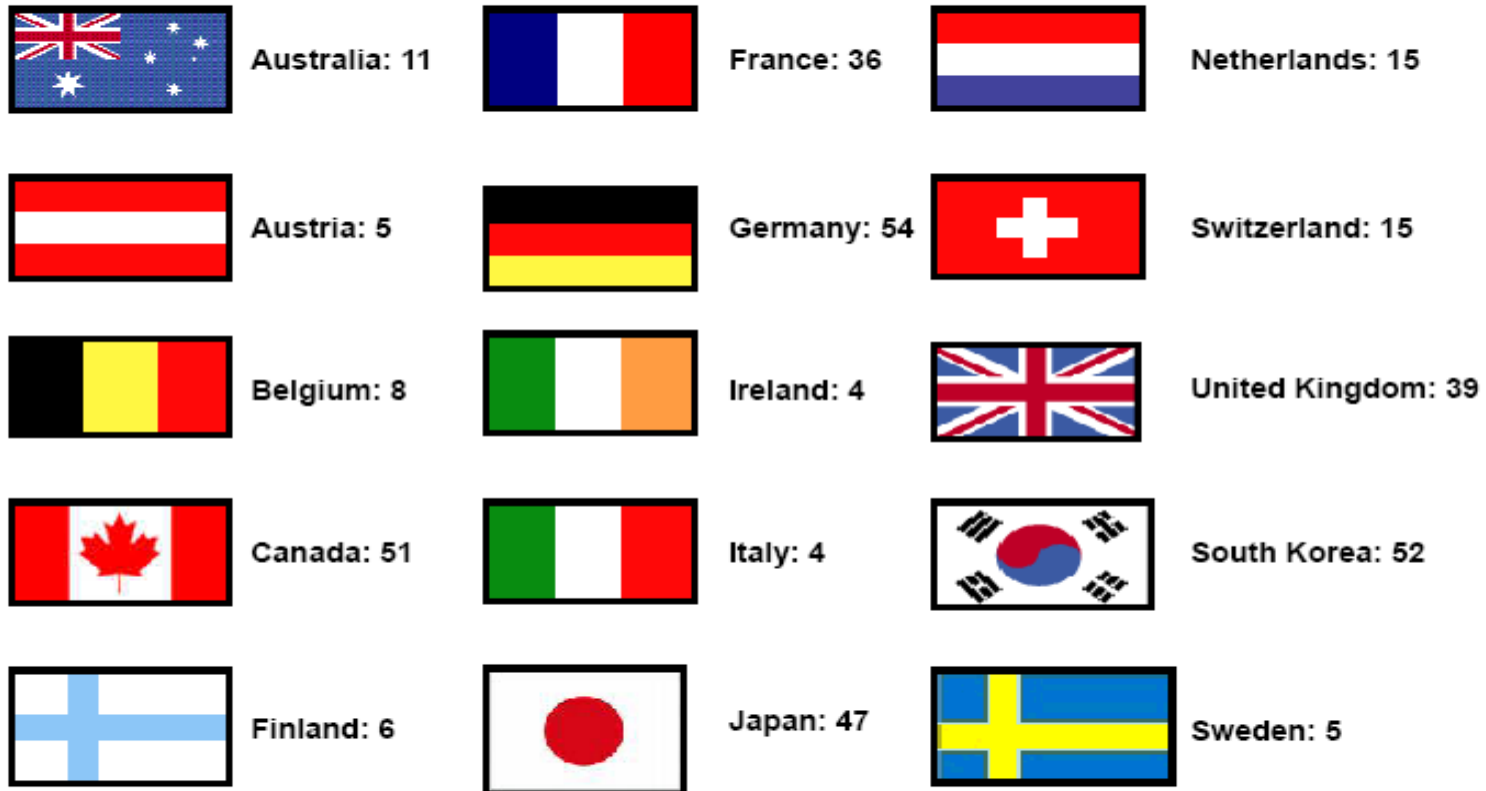 Australia: 11
France: 36
Netherlands: 15
Austria: 5
Germany: 54
Switzerland: 15
Belgium: 8
Ireland: 4
United Kingdom: 39
Canada: 51
Italy: 4
South Korea: 52
Finland: 6
Japan: 47
Sweden: 5